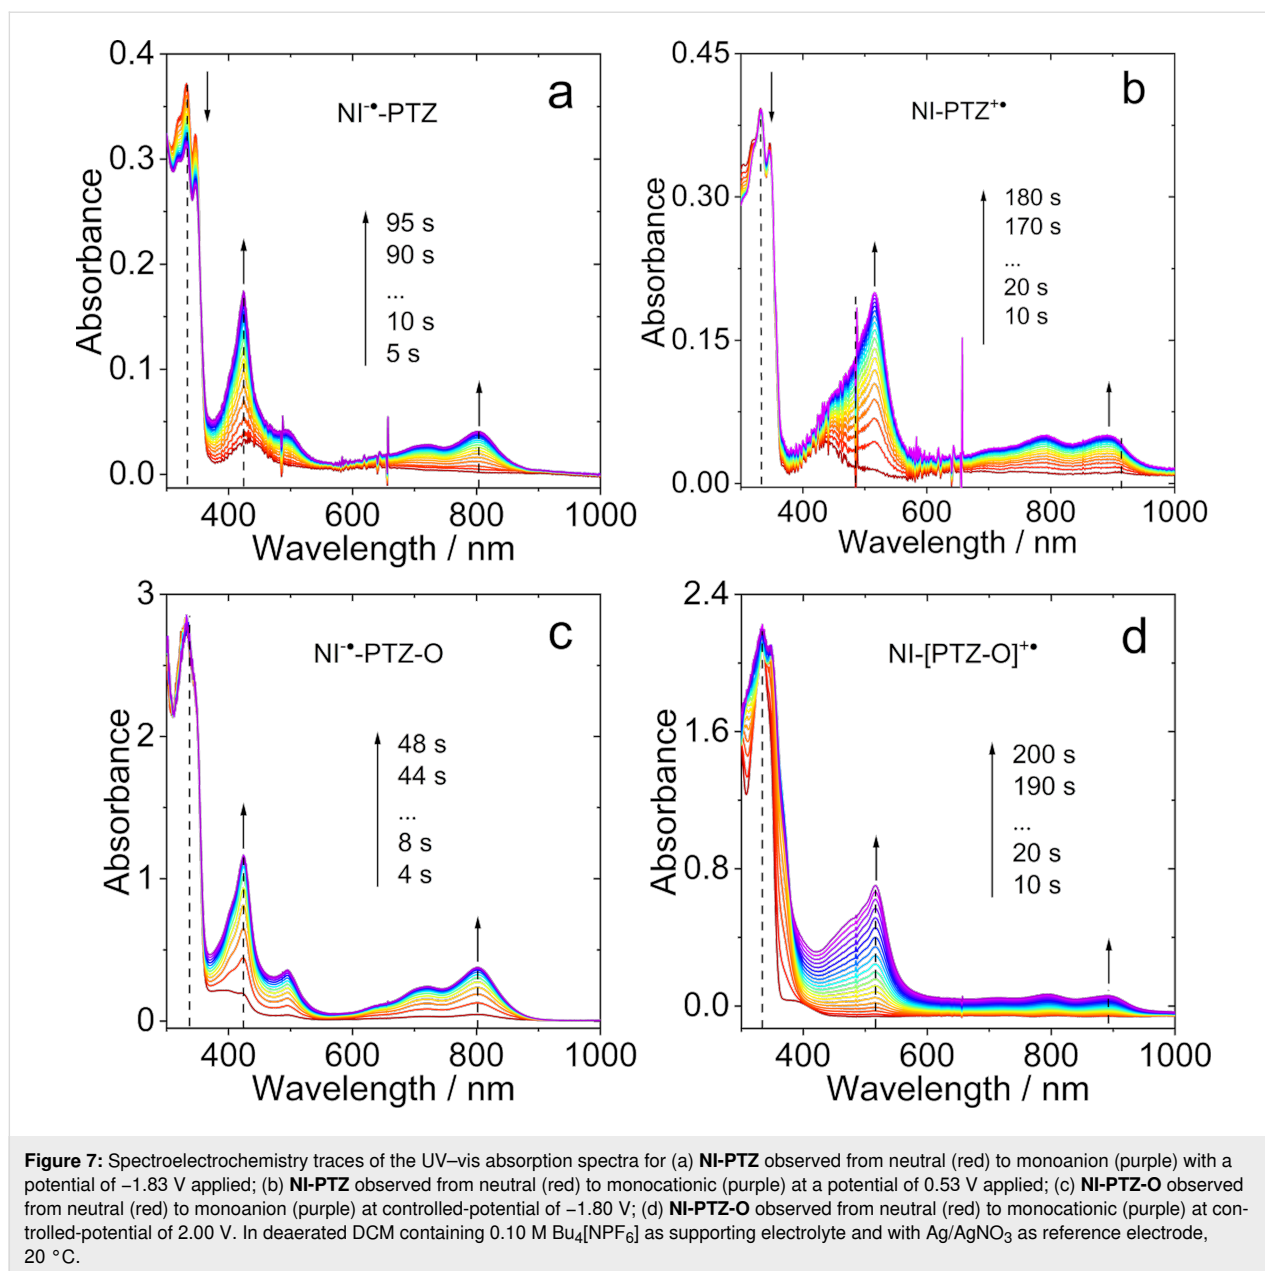 a
NI⁻•-PTZ
95 s
90 s
...
10 s
5 s
0.4
0.3
0.2
0.1
0.0
Absorbance
400 600 800 1000
Wavelength / nm
b
NI-PTZ⁺•
180 s
170 s
...
20 s
10 s
0.45
0.30
0.15
0.00
Absorbance
400 600 800 1000
Wavelength / nm
c
NI⁻•-PTZ-O
48 s
44 s
...
8 s
4 s
3
2
1
0
Absorbance
400 600 800 1000
Wavelength / nm
d
NI-[PTZ-O]⁺•
200 s
190 s
...
20 s
10 s
2.4
1.6
0.8
0.0
Absorbance
400 600 800 1000
Wavelength / nm
Figure 7: Spectroelectrochemistry traces of the UV–vis absorption spectra for (a) NI-PTZ observed from neutral (red) to monoanion (purple) with a
potential of −1.83 V applied; (b) NI-PTZ observed from neutral (red) to monocationic (purple) at a potential of 0.53 V applied; (c) NI-PTZ-O observed
from neutral (red) to monoanion (purple) at controlled-potential of −1.80 V; (d) NI-PTZ-O observed from neutral (red) to monocationic (purple) at con-
trolled-potential of 2.00 V. In deaerated DCM containing 0.10 M Bu₄[NPF₆] as supporting electrolyte and with Ag/AgNO₃ as reference electrode,
20 °C.